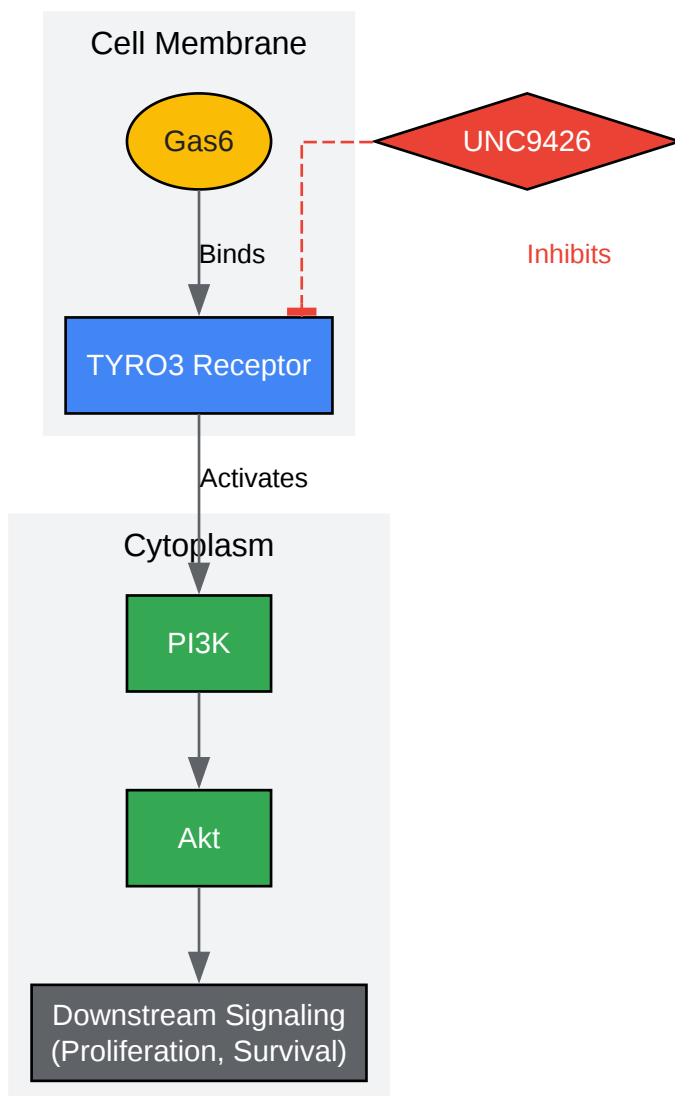 Cell Membrane
Gas6
UNC9426
Binds
Inhibits
TYRO3 Receptor
Activates
Cytoplasm
PI3K
Akt
Downstream Signaling
(Proliferation, Survival)